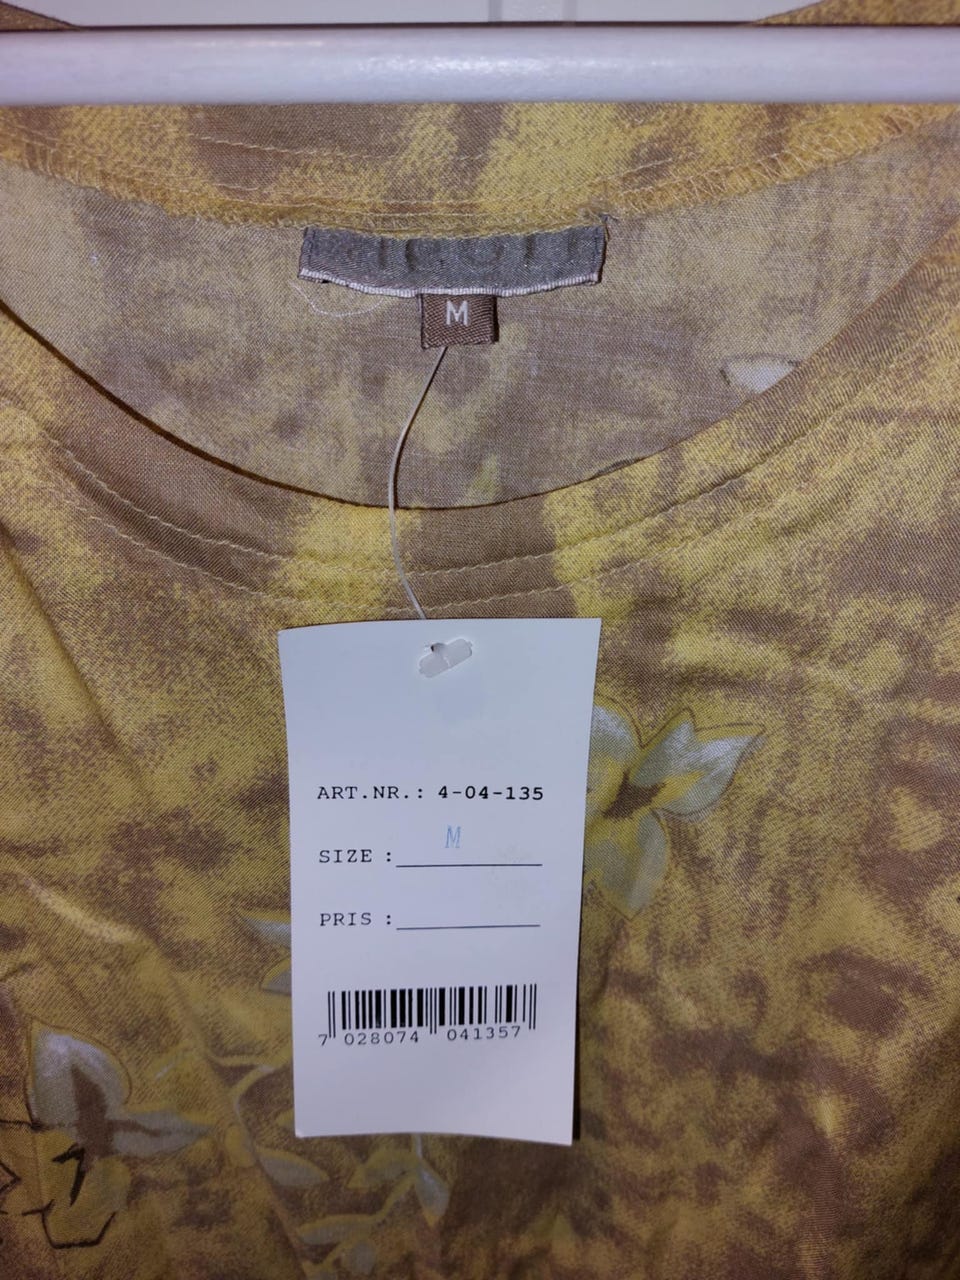 M
ART.NR.: 4-04-135
SIZE : M
PRIS :
7 028074 041357